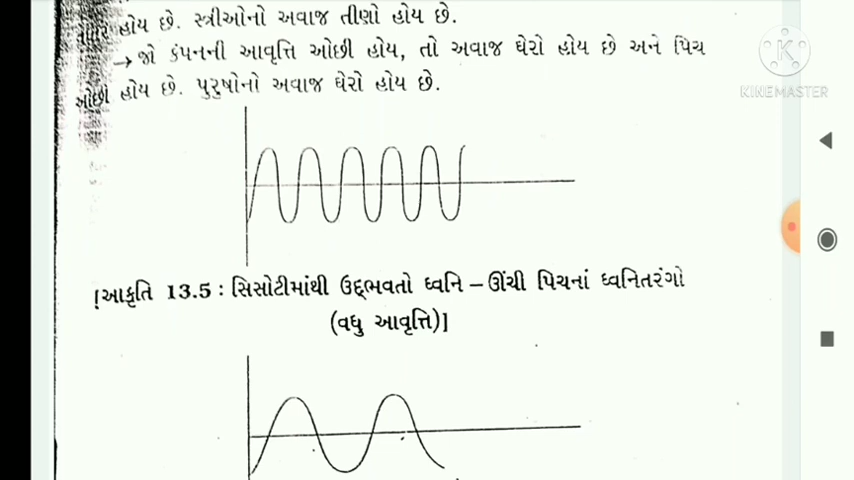 હોય છે. સ્ત્રીઓનો અવાજ તીણો હોય છે.
→ જો કંપનની આવૃત્તિ ઓછી હોય, તો અવાજ ઘેરો હોય છે અને પિચ
ઓછી હોય છે. પુરુષોનો અવાજ ઘેરો હોય છે.
K
KINEMASTER
[આકૃતિ 13.5 : સિસોટીમાંથી ઉદ્દભવતો ધ્વનિ – ઊંચી પિચનાં ધ્વનિતરંગો
(વધુ આવૃત્તિ)]